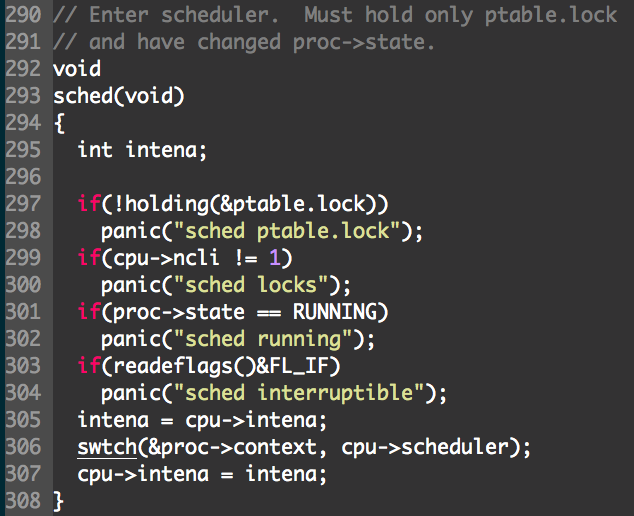 290 // Enter scheduler.  Must hold only ptable.lock
291 // and have changed proc->state.
292 void
293 sched(void)
294 {
295   int intena;
296
297   if(!holding(&ptable.lock))
298     panic("sched ptable.lock");
299   if(cpu->ncli != 1)
300     panic("sched locks");
301   if(proc->state == RUNNING)
302     panic("sched running");
303   if(readeflags()&FL_IF)
304     panic("sched interruptible");
305   intena = cpu->intena;
306   swtch(&proc->context, cpu->scheduler);
307   cpu->intena = intena;
308 }